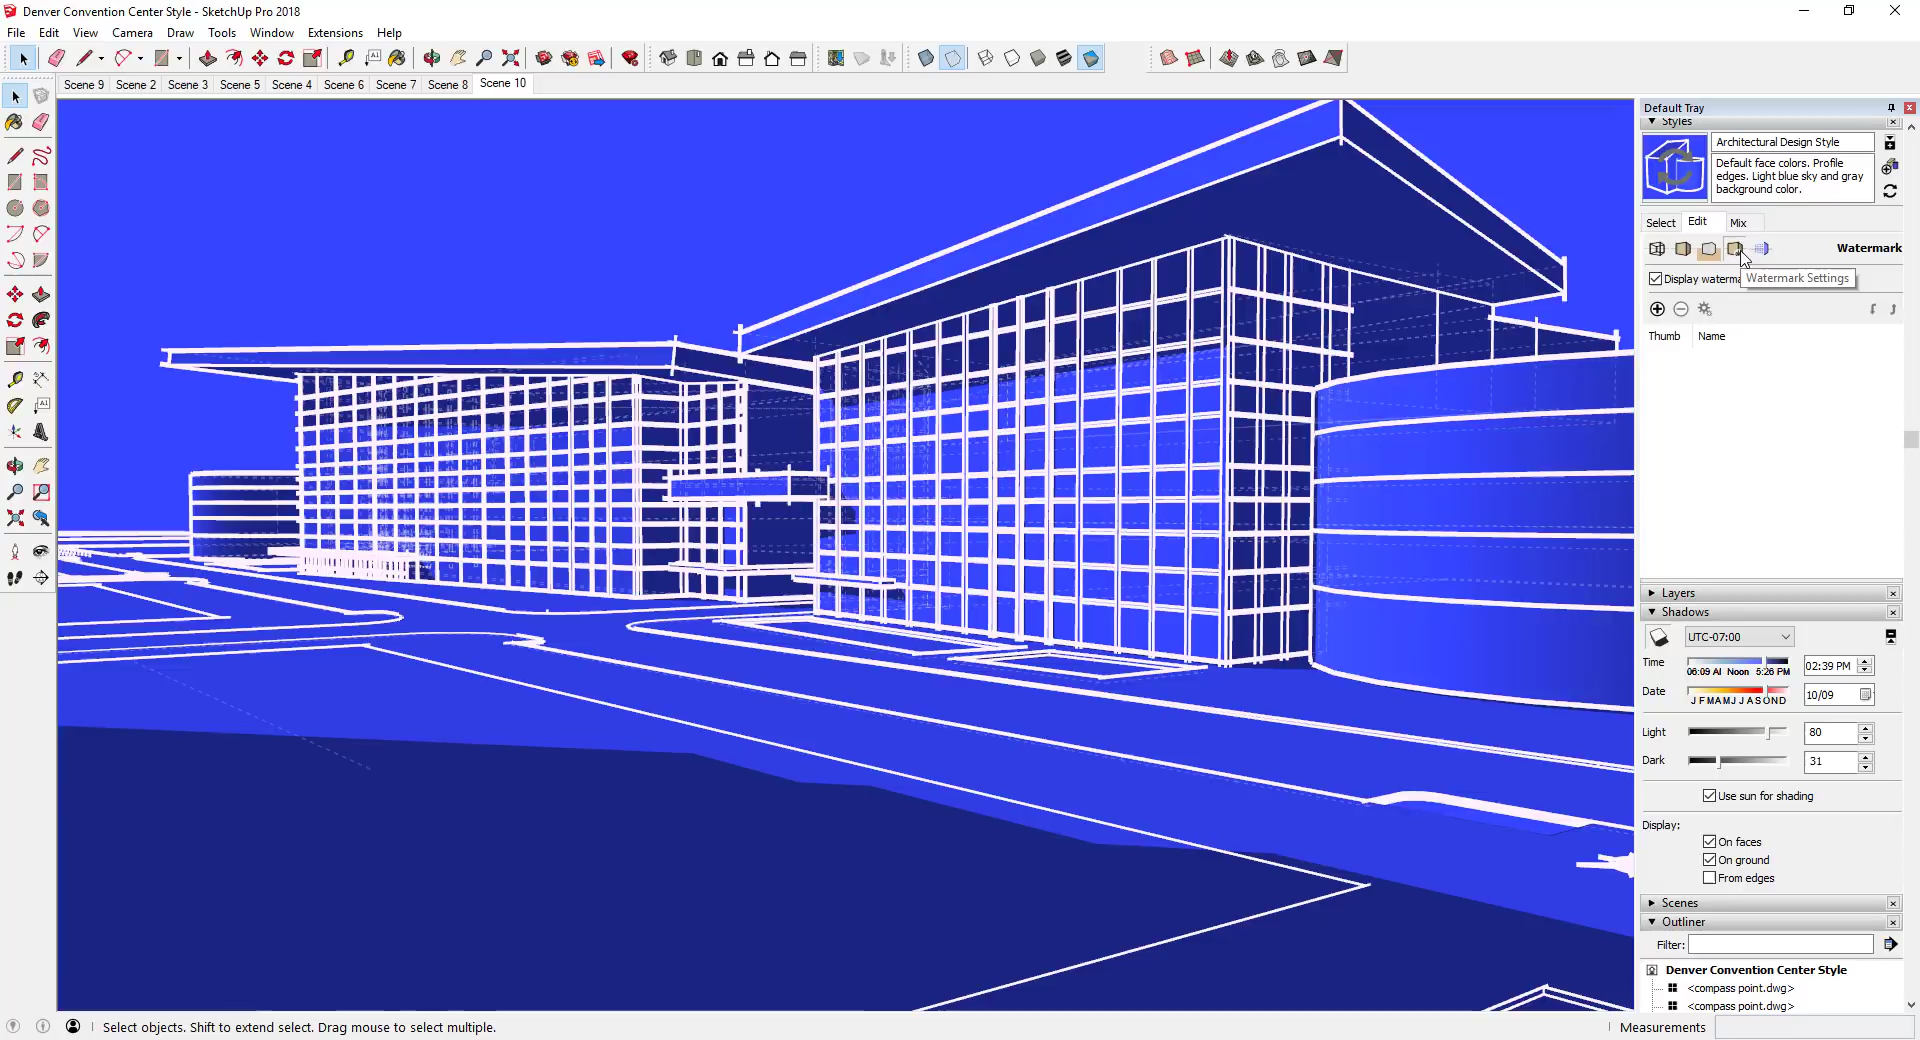 Denver Convention Center Style - SketchUp Pro 2018
File Edit View Camera Draw Tools Window Extensions Help
Scene 9 Scene 2 Scene 3 Scene 5 Scene 4 Scene 6 Scene 7 Scene 8 Scene 10
Default Tray
Styles
Architectural Design Style
Default face colors. Profile
edges. Light blue sky and gray
background color.
Select Edit Mix
Watermark
Display waterma
Watermark Settings
Thumb Name
Layers
Shadows
UTC-07:00
Time
06:09 AI Noon 5:26 PM
02:39 PM
Date
J F M A M J J A S O N D
10/09
Light 80
Dark 31
Use sun for shading
Display:
On faces
On ground
From edges
Scenes
Outliner
Filter:
Denver Convention Center Style
<compass point.dwg>
<compass point.dwg>
Select objects. Shift to extend select. Drag mouse to select multiple.
Measurements